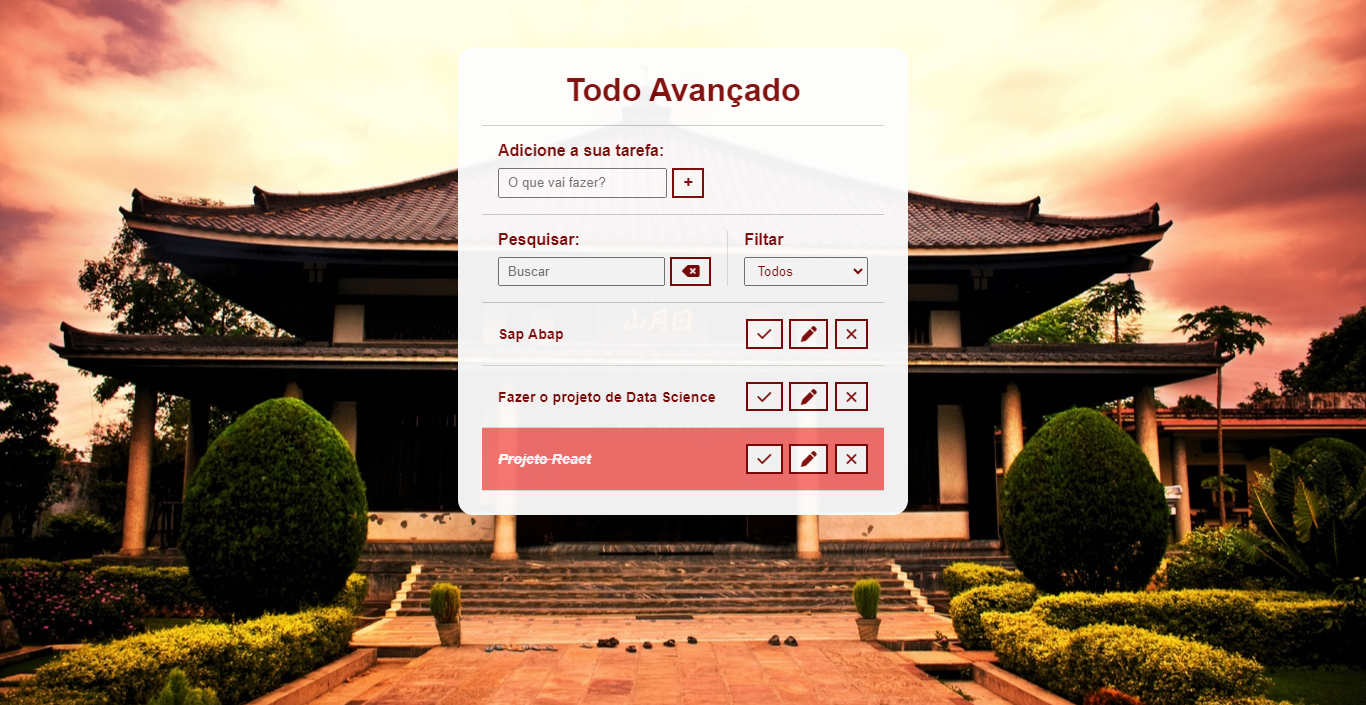 Todo Avançado
Adicione a sua tarefa:
O que vai fazer?
+
Pesquisar:
Filtar
Buscar
Todos
Sap Abap
Fazer o projeto de Data Science
Projeto React